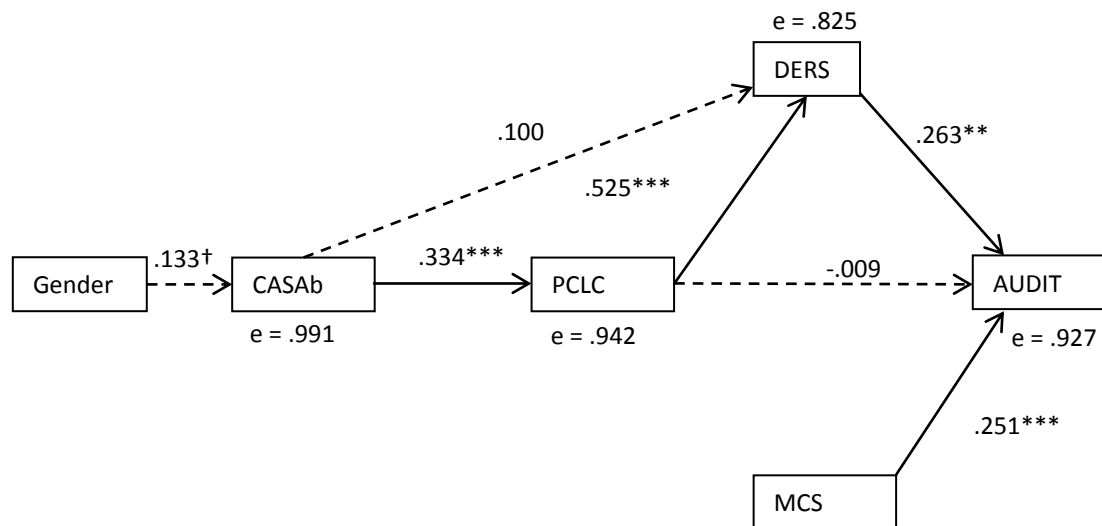 e = .825
DERS
.100
.263**
.525***
.133†
.334***
-.009
Gender
CASAb
PCLC
AUDIT
e = .991
e = .942
e = .927
.251***
MCS